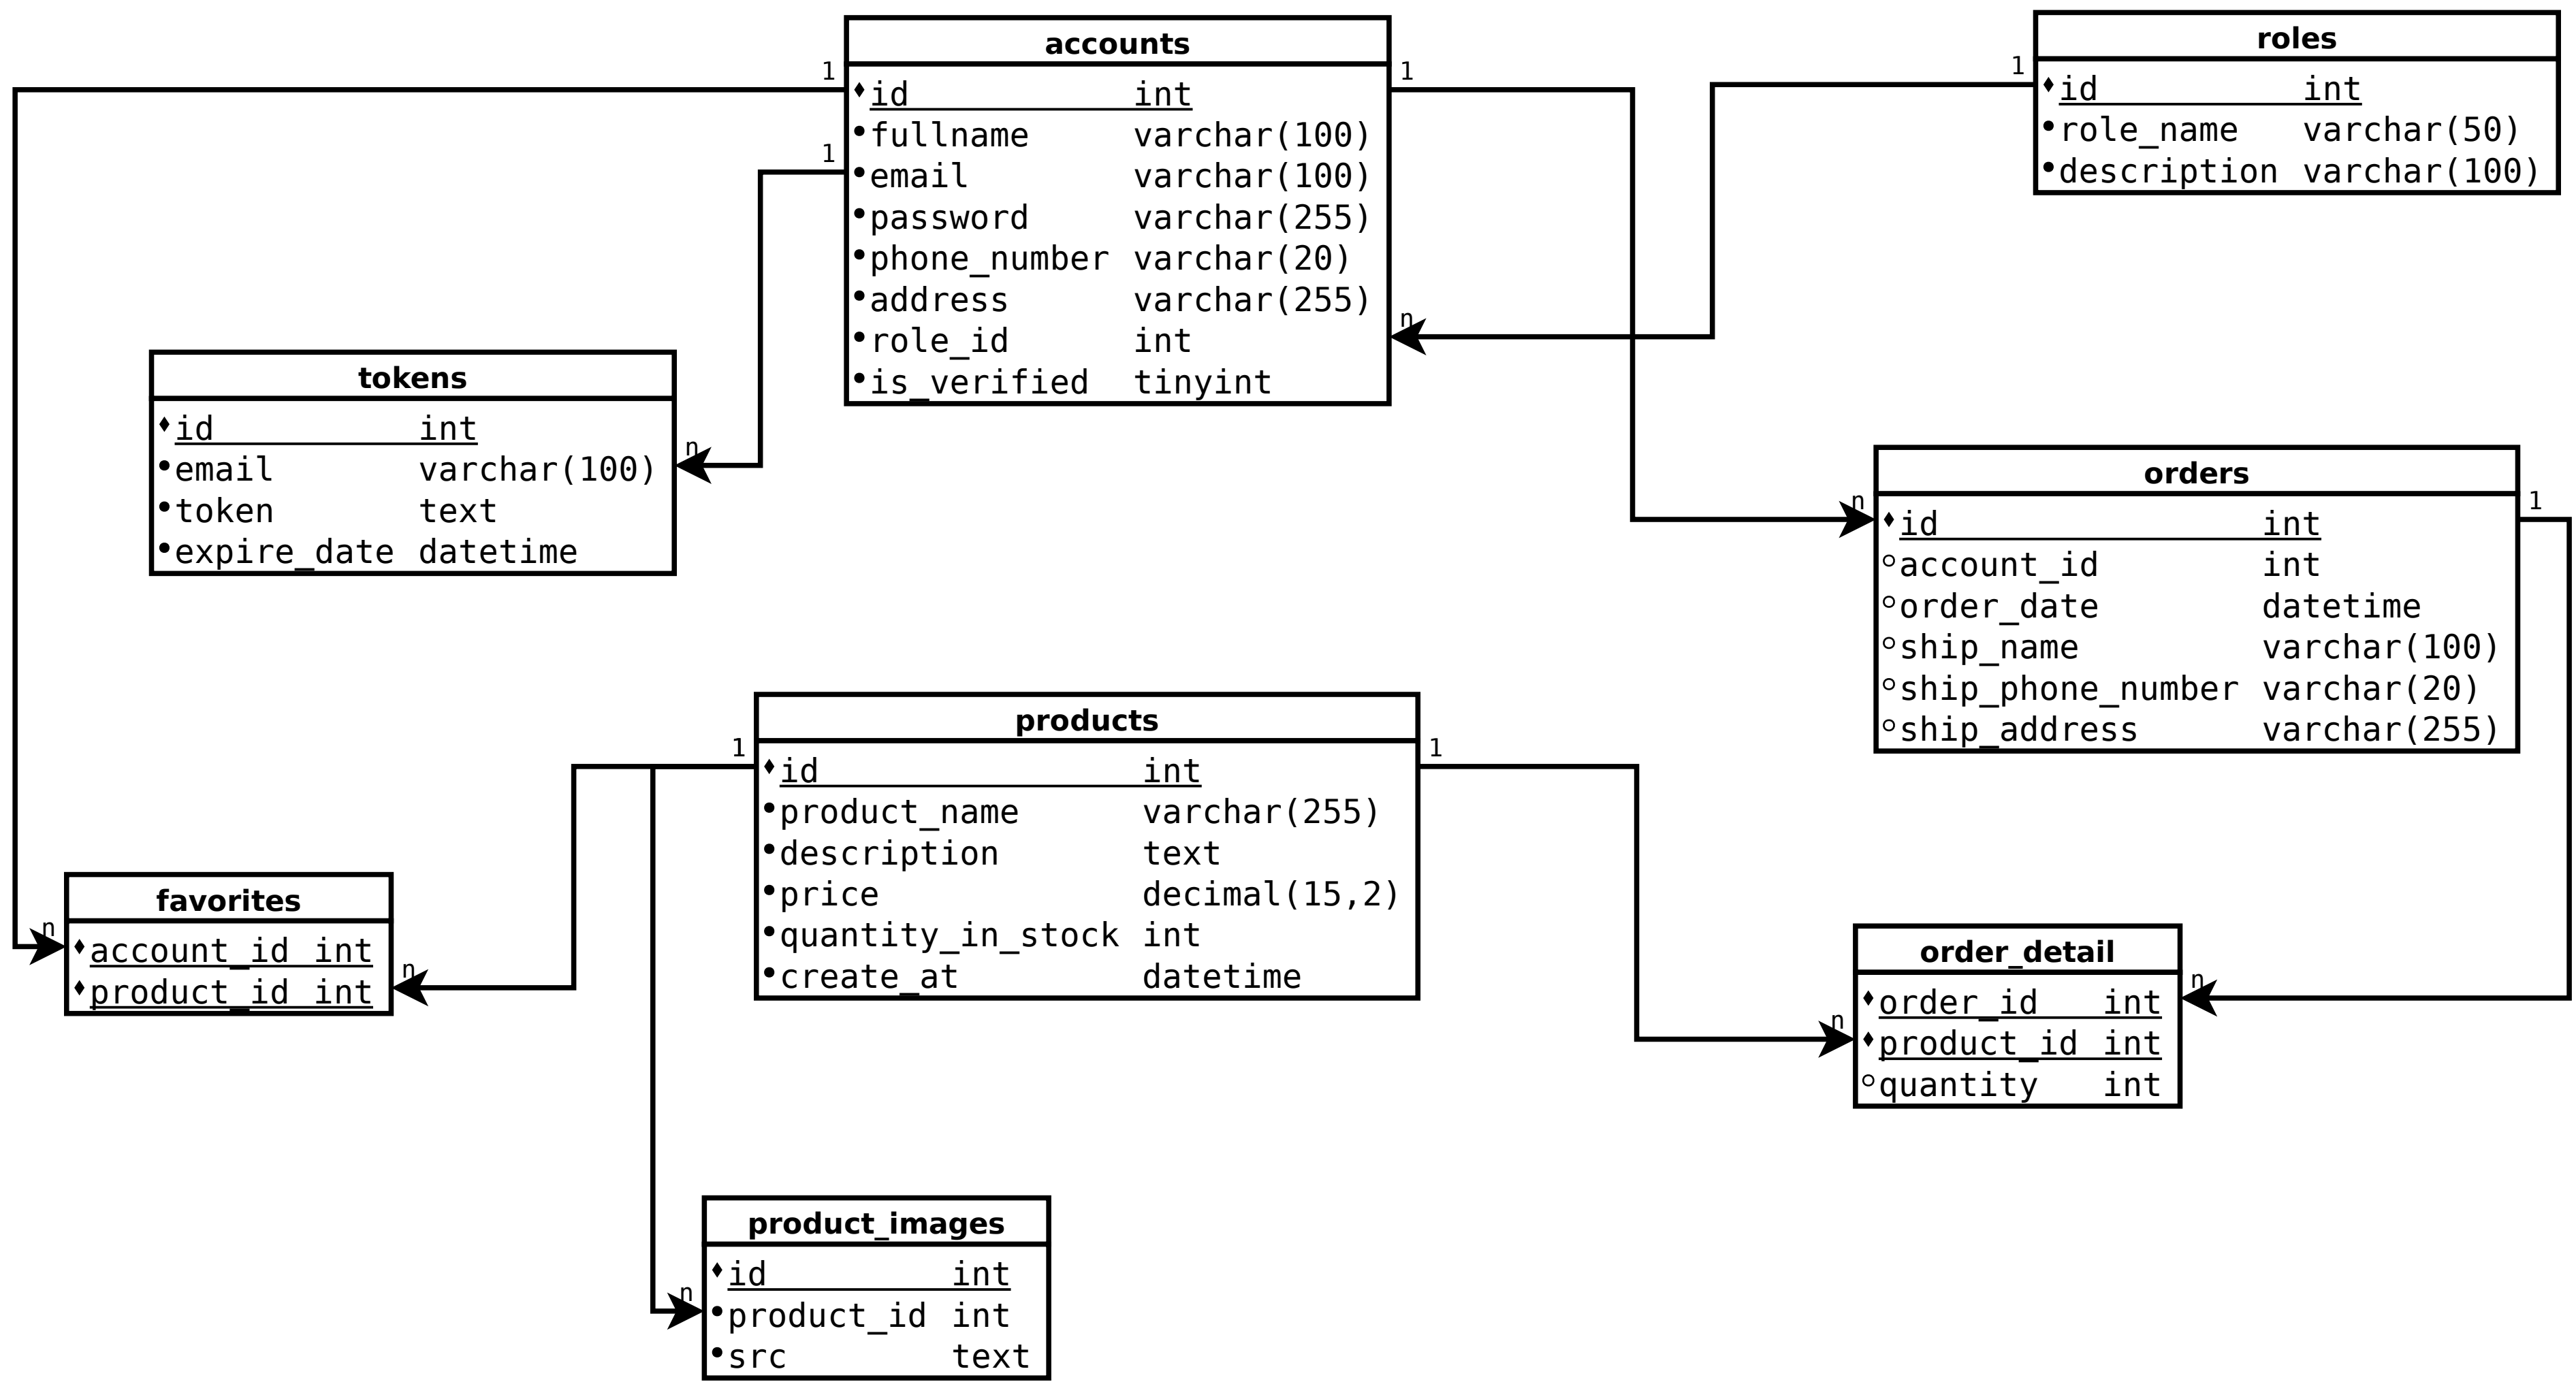 accounts
id int
fullname varchar(100)
email varchar(100)
password varchar(255)
phone_number varchar(20)
address varchar(255)
role_id int
is_verified tinyint
1
1
1
n
roles
id int
role_name varchar(50)
description varchar(100)
1
tokens
id int
email varchar(100)
token text
expire_date datetime
n
orders
id int
account_id int
order_date datetime
ship_name varchar(100)
ship_phone_number varchar(20)
ship_address varchar(255)
n
1
products
id int
product_name varchar(255)
description text
price decimal(15,2)
quantity_in_stock int
create_at datetime
1
1
favorites
account_id int
product_id int
n
n
order_detail
order_id int
product_id int
quantity int
n
n
product_images
id int
product_id int
src text
n